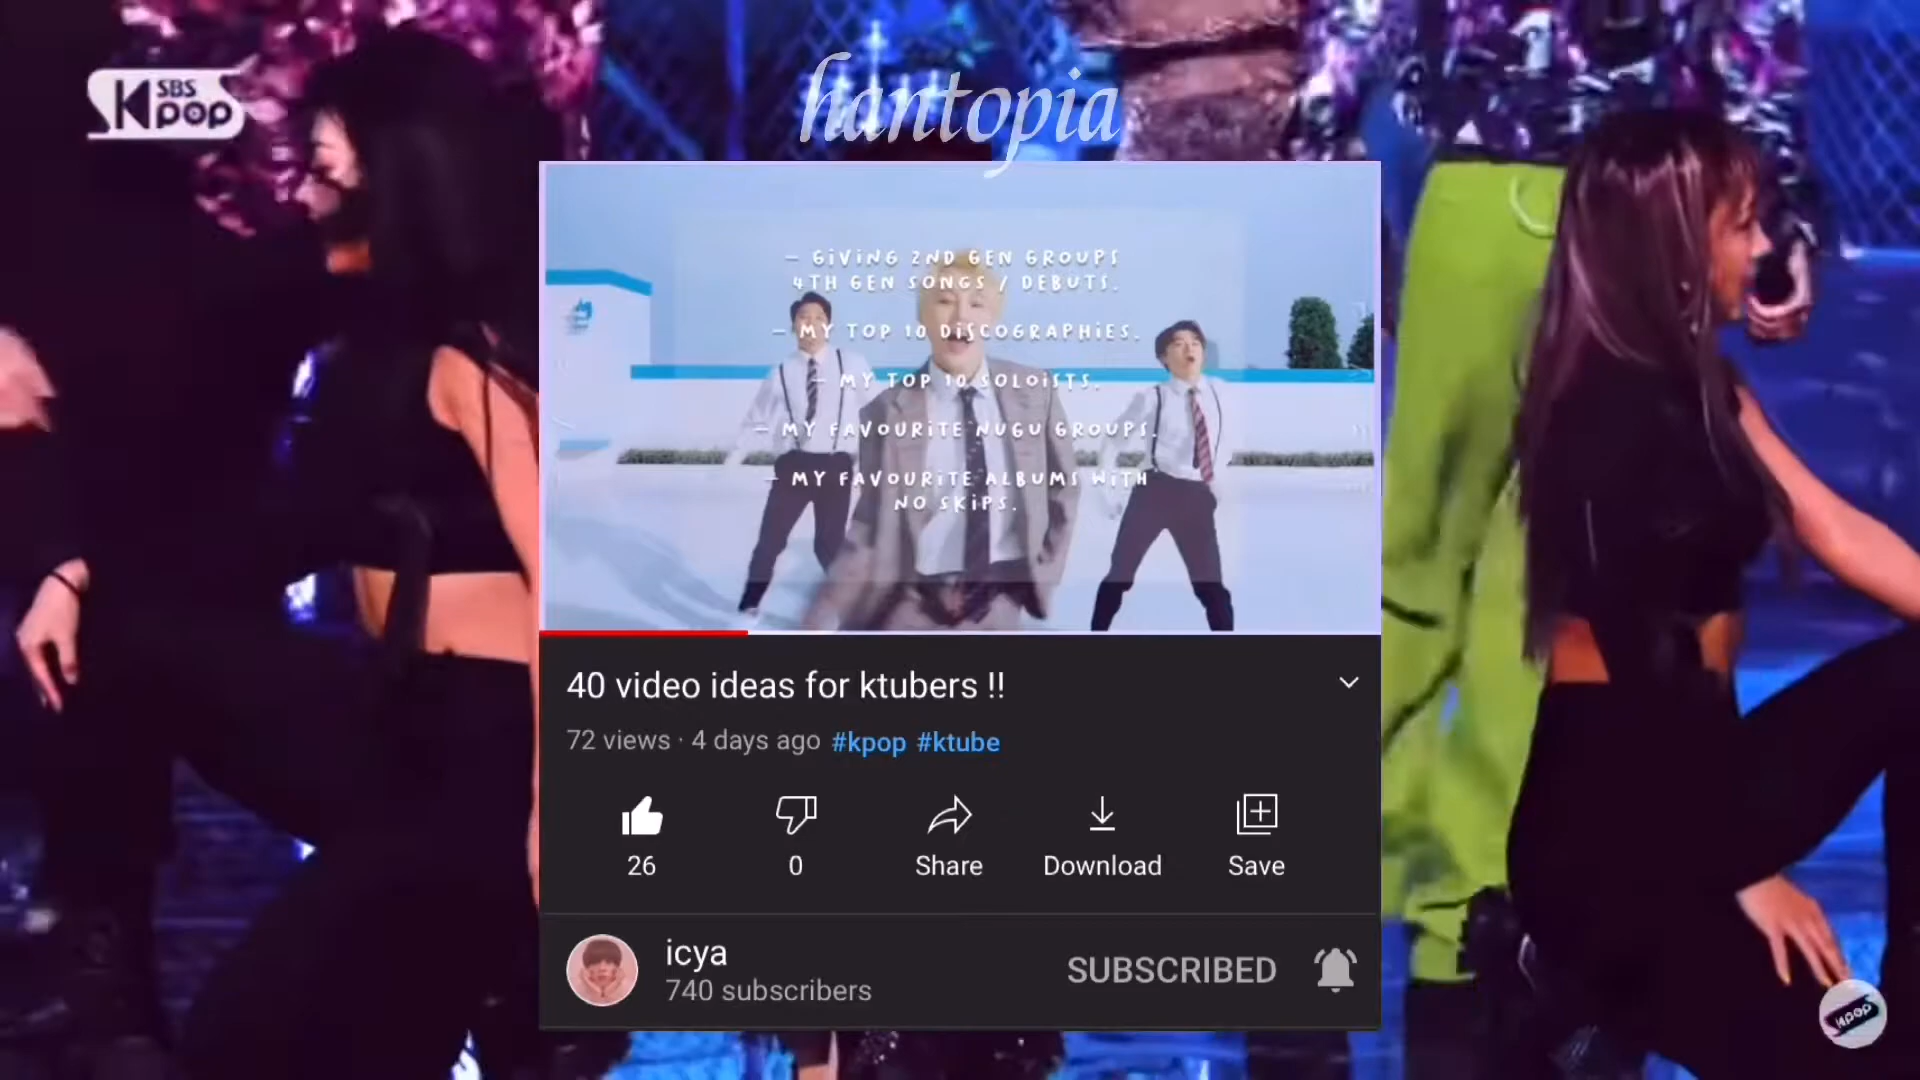 SBS
Kpop
hantopia
– GIVING 2ND GEN GROUPS
4TH GEN SONGS / DEBUTS.
– MY TOP 10 DISCOGRAPHIES.
– MY TOP 10 SOLOISTS.
– MY FAVOURITE NUGU GROUPS.
– MY FAVOURITE ALBUMS WITH
NO SKIPS.
40 video ideas for ktubers !!
72 views · 4 days ago #kpop #ktube
26
0
Share
Download
Save
icya
740 subscribers
SUBSCRIBED
Kpop